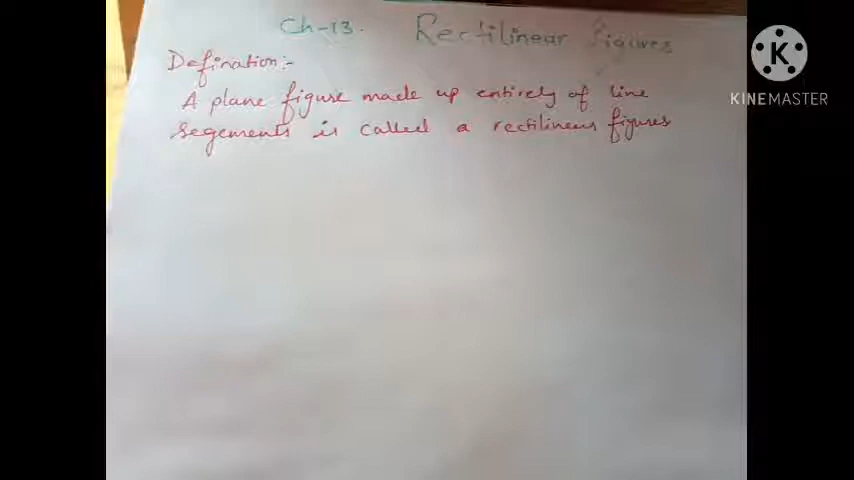 Ch-13. Rectilinear Figures
Defination:-
A plane figure made up entirely of line
segements is called a rectilinear figures
KINEMASTER